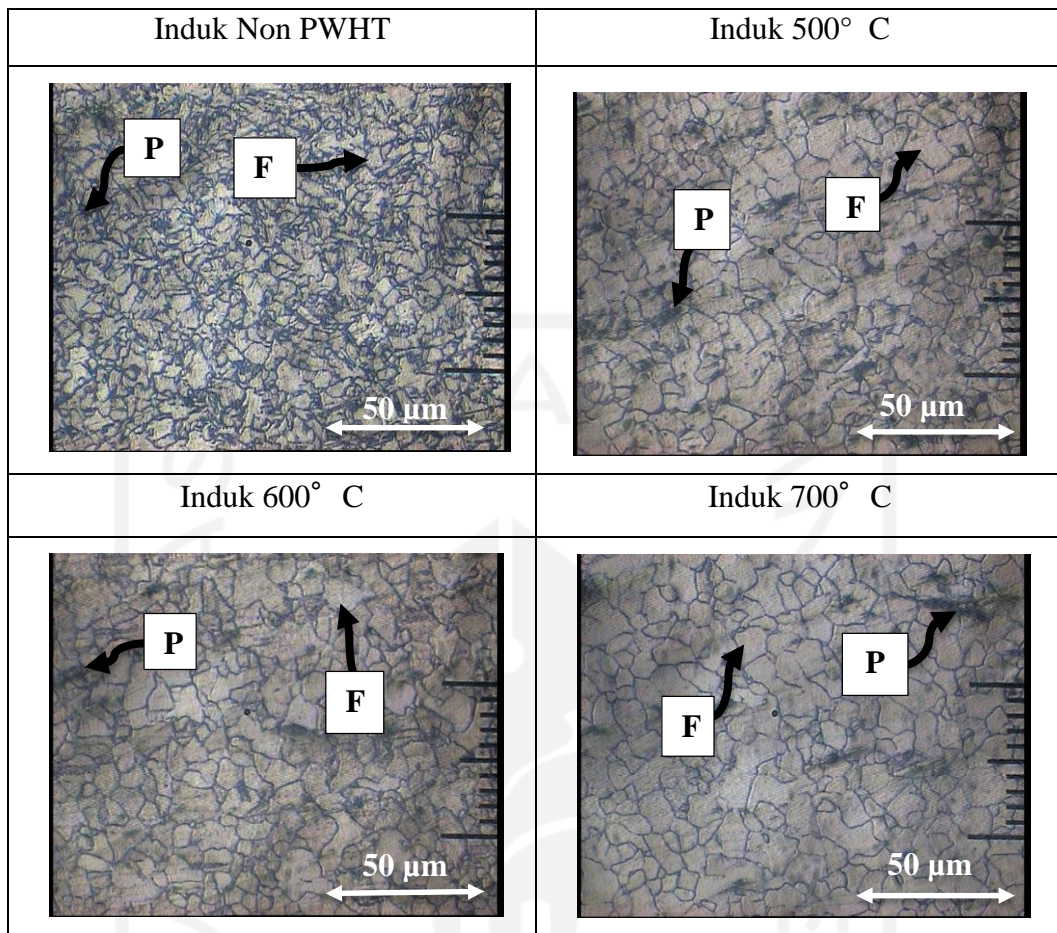 Induk Non PWHT
Induk 500° C
P
F
50 µm
P
F
50 µm
Induk 600° C
Induk 700° C
P
F
50 µm
F
P
50 µm